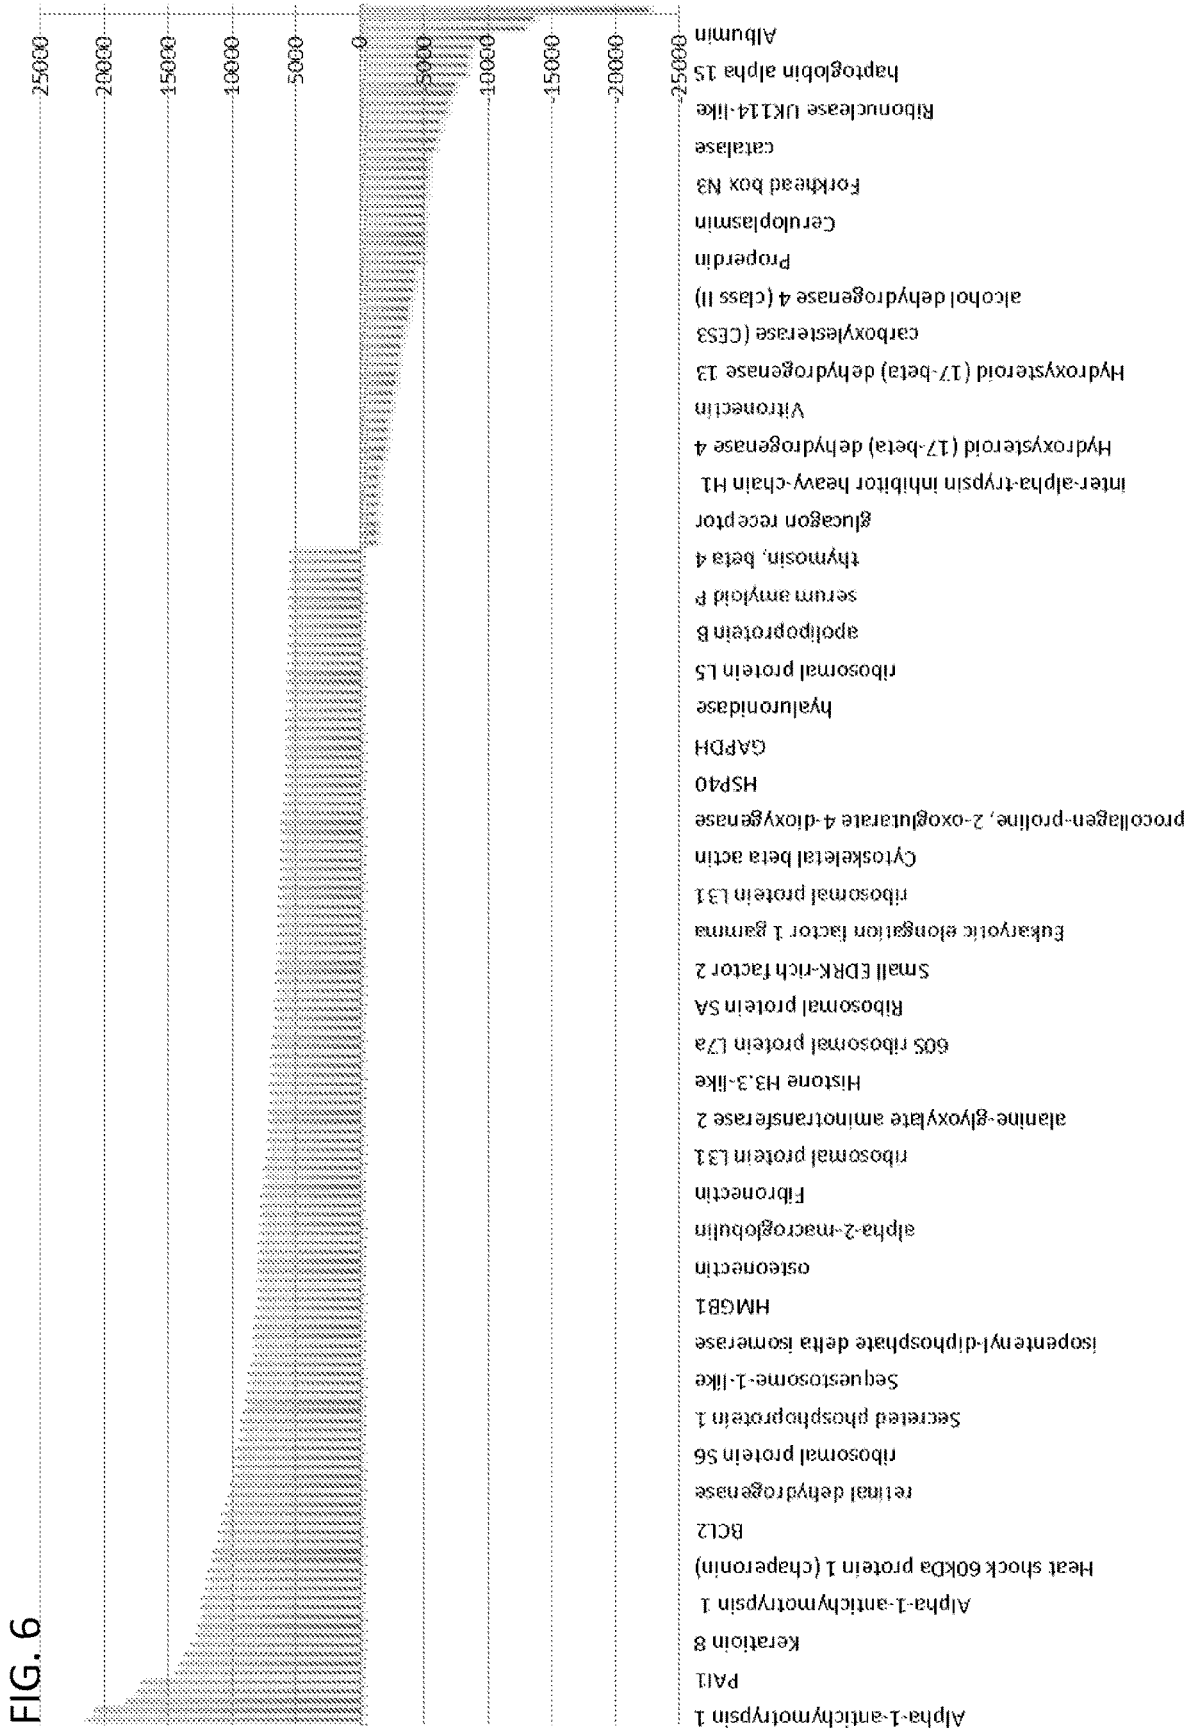 FIG. 6
25000
20000
15000
10000
5000
0
-5000
-10000
-15000
-20000
-25000
Alpha-1-antichymotrypsin 1
PAI1
Keratioin 8
Alpha-1-antichymotrypsin 1
Heat shock 60kDa protein 1 (chaperonin)
BCL2
retinal dehydrogenase
ribosomal protein S6
Secreted phosphoprotein 1
Sequestosome-1-like
isopentenyl-diphosphate delta isomerase
HMGB1
osteonectin
alpha-2-macroglobulin
Fibronectin
ribosomal protein L31
alanine-glyoxylate aminotransferase 2
Histone H3.3-like
60S ribosomal protein L7a
Ribosomal protein SA
Small EDRK-rich factor 2
Eukaryotic elongation factor 1 gamma
ribosomal protein L31
Cytoskeletal beta actin
procollagen-proline, 2-oxoglutarate 4-dioxygenase
HSP40
GAPDH
hyaluronidase
ribosomal protein L5
apolipoprotein B
serum amyloid P
thymosin, beta 4
glucagon receptor
inter-alpha-trypsin inhibitor heavy-chain H1
Hydroxysteroid (17-beta) dehydrogenase 4
Vitronectin
Hydroxysteroid (17-beta) dehydrogenase 13
carboxylesterase (CES3
alcohol dehydrogenase 4 (class II)
Properdin
Ceruloplasmin
Forkhead box N3
catalase
Ribonuclease UK114-like
haptoglobin alpha 1S
Albumin